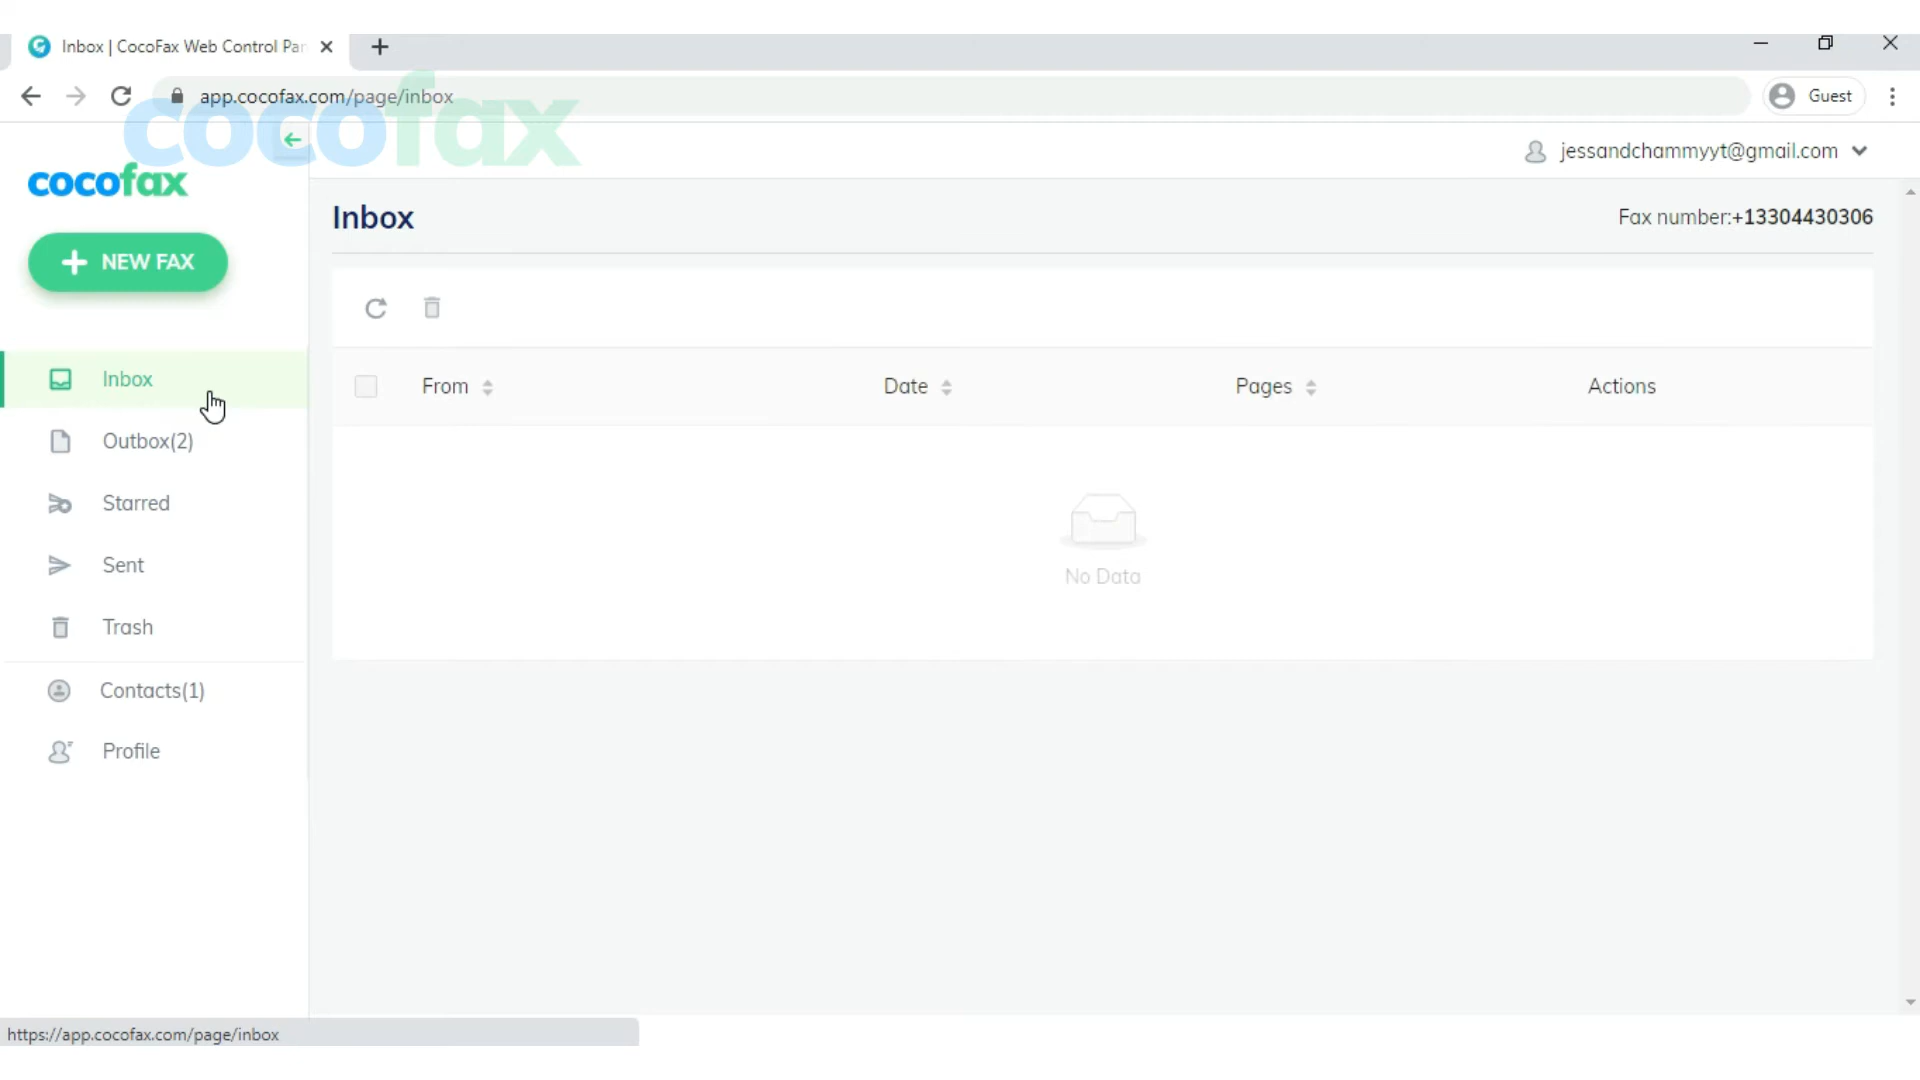 Inbox | CocoFax Web Control Par
app.cocofax.com/page/inbox
Guest
cocofax
jessandchammyyt@gmail.com
cocofax
Inbox
Fax number:+13304430306
NEW FAX
Inbox
From
Date
Pages
Actions
Outbox(2)
Starred
Sent
No Data
Trash
Contacts(1)
Profile
https://app.cocofax.com/page/inbox